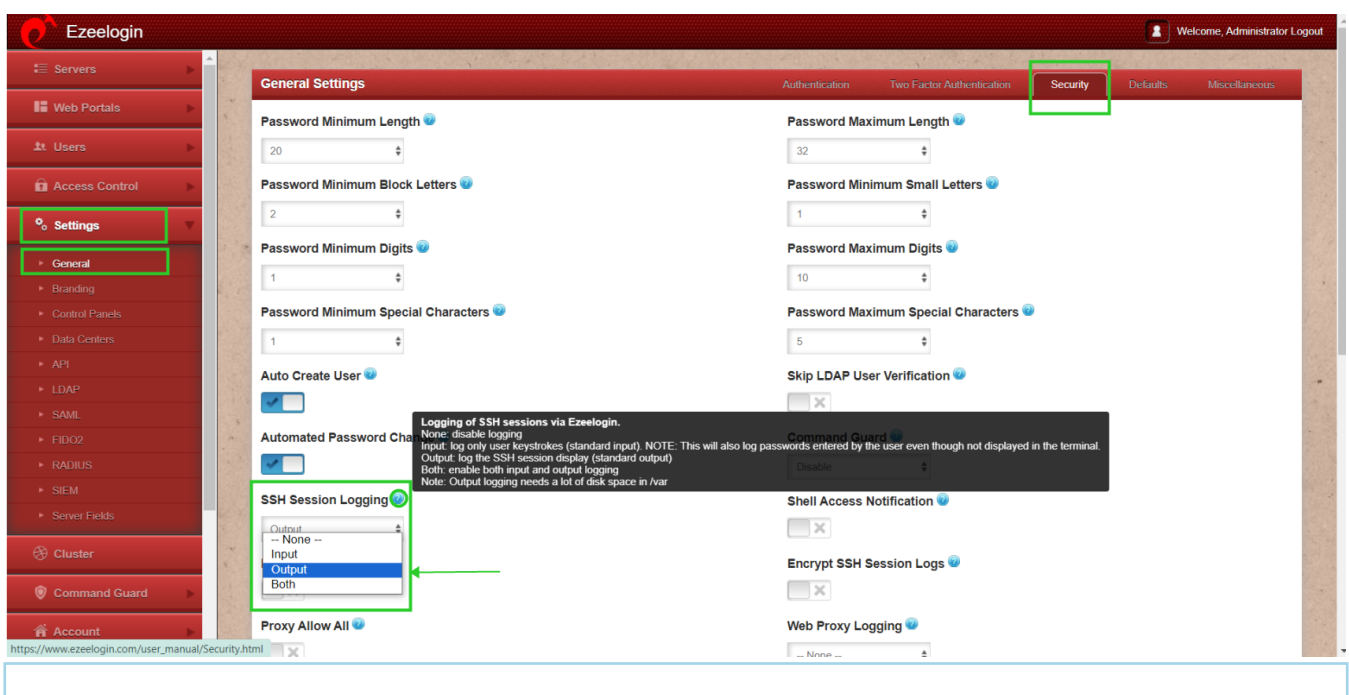 Ezeelogin
Welcome, Administrator Logout
Servers
Web Portals
Users
Access Control
Settings
General
Branding
Control Panels
Data Centers
API
LDAP
SAML
FIDO2
RADIUS
SIEM
Server Fields
Cluster
Command Guard
Account
https://www.ezeelogin.com/user_manual/Security.html
General Settings
Authentication Two Factor Authentication Security Defaults Miscellaneous
Password Minimum Length Password Maximum Length
20 32
Password Minimum Block Letters Password Minimum Small Letters
2 1
Password Minimum Digits Password Maximum Digits
1 10
Password Minimum Special Characters Password Maximum Special Characters
1 5
Auto Create User Skip LDAP User Verification
Logging of SSH sessions via Ezeelogin.
None: disable logging
Automated Password Chan Command Guard
Input: log only user keystrokes (standard input). NOTE: This will also log passwords entered by the user even though not displayed in the terminal.
Output: log the SSH session display (standard output)
Both: enable both input and output logging
Disable
Note: Output logging needs a lot of disk space in /var
SSH Session Logging Shell Access Notification
Output
-- None --
Input
Output
Both
Encrypt SSH Session Logs
Proxy Allow All Web Proxy Logging
-- None --